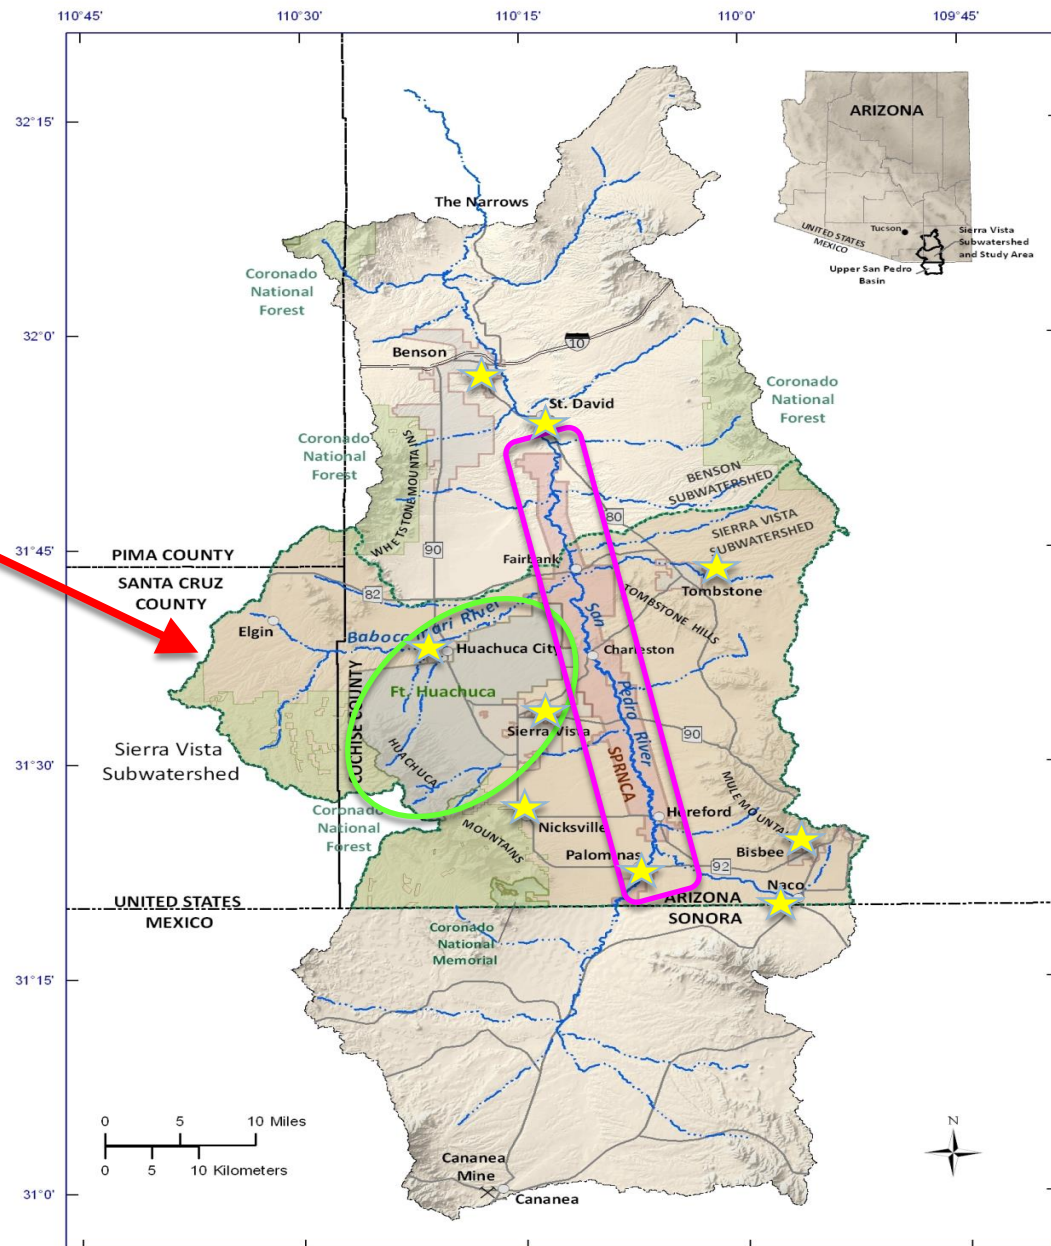 110°45'
110°30'
110°15'
110°0'
109°45'
32°15'
32°0'
31°45'
31°30'
31°15'
31°0'
ARIZONA
Tucson
UNITED STATES
MEXICO
Sierra Vista
Subwatershed
and Study Area
Upper San Pedro
Basin
The Narrows
Coronado
National
Forest
10
Benson
St. David
Coronado
National
Forest
Coronado
National
Forest
WHETSTONE MOUNTAINS
BENSON
SUBWATERSHED
80
SIERRA VISTA
SUBWATERSHED
90
PIMA COUNTY
SANTA CRUZ
COUNTY
Fairbank
82
Tombstone
TOMBSTONE HILLS
Elgin
Babocomari River
Huachuca City
Charleston
San
Pedro
River
Ft. Huachuca
COCHISE COUNTY
HUACHUCA
Sierra Vista
90
Sierra Vista
Subwatershed
SPRNCA
MULE MOUNTA
Coronado
National
Forest
MOUNTAINS
Nicksville
Hereford
Palominas
Bisbee
92
Naco
UNITED STATES
MEXICO
ARIZONA
SONORA
Coronado
National
Memorial
0 5 10 Miles
0 5 10 Kilometers
N
Cananea
Mine
Cananea